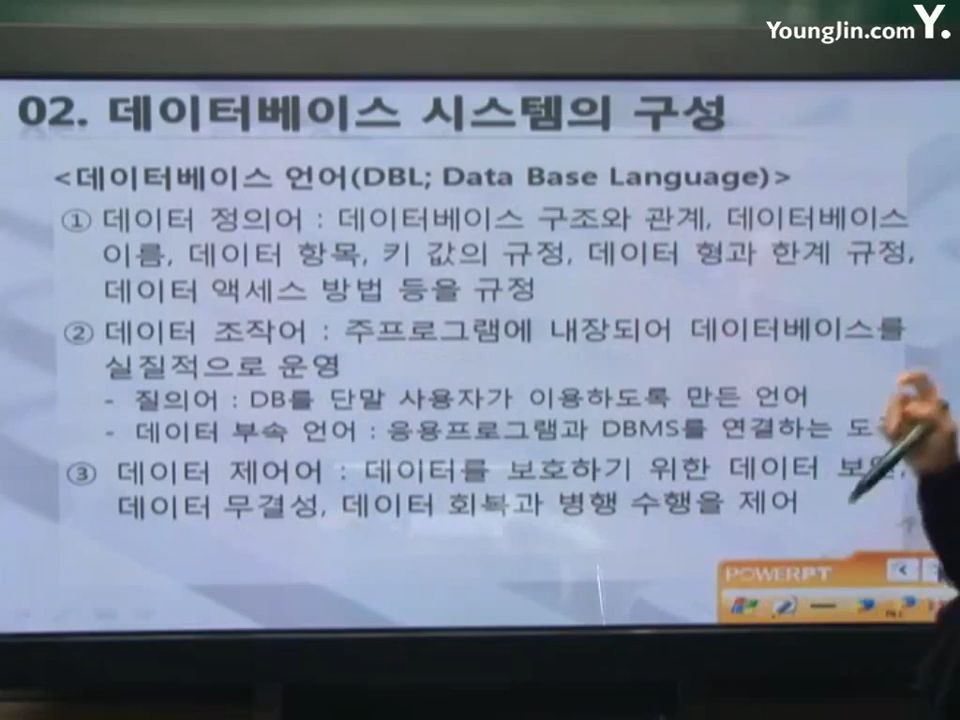 YoungJin.com Y.
02. 데이터베이스 시스템의 구성
<데이터베이스 언어(DBL; Data Base Language)>
① 데이터 정의어 : 데이터베이스 구조와 관계, 데이터베이스
이름, 데이터 항목, 키 값의 규정, 데이터 형과 한계 규정,
데이터 액세스 방법 등을 규정
② 데이터 조작어 : 주프로그램에 내장되어 데이터베이스를
실질적으로 운영
- 질의어 : DB를 단말 사용자가 이용하도록 만든 언어
- 데이터 부속 언어 : 응용프로그램과 DBMS를 연결하는 도
③ 데이터 제어어 : 데이터를 보호하기 위한 데이터
데이터 무결성, 데이터 회복과 병행 수행을 제어
POWERPT